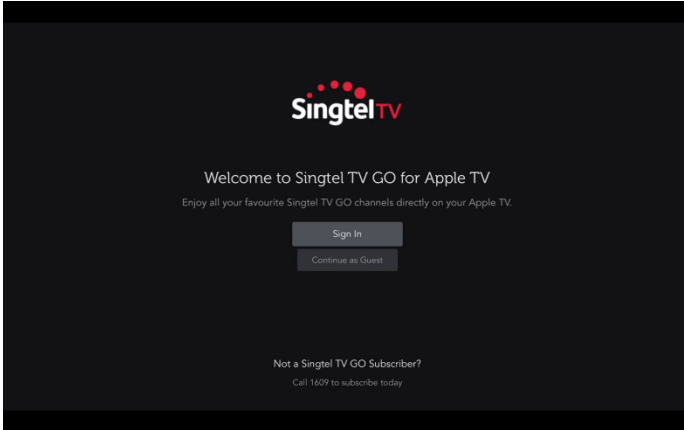 SingtelTV
Welcome to Singtel TV GO for Apple TV
Enjoy all your favourite Singtel TV GO channels directly on your Apple TV.
Sign In
Continue as Guest
Not a Singtel TV GO Subscriber?
Call 1609 to subscribe today